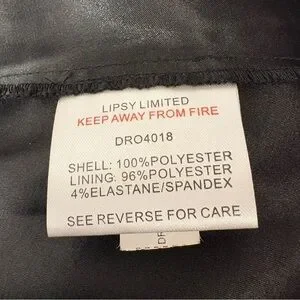 LIPSY LIMITED
KEEP AWAY FROM FIRE
DRO4018
SHELL: 100%POLYESTER
LINING: 96%POLYESTER
4%ELASTANE/SPANDEX
SEE REVERSE FOR CARE